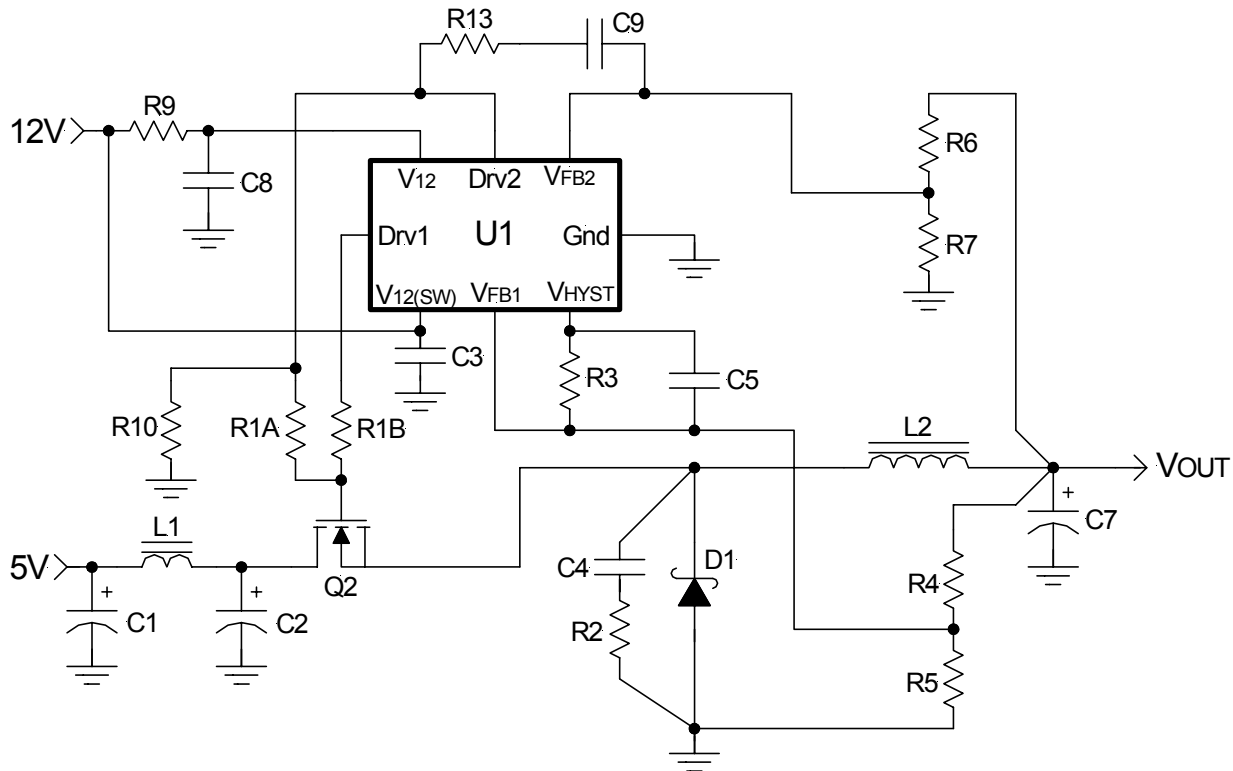 R13
C9
R9
12V
R6
C8
V12
Drv2
VFB2
Drv1
U1
Gnd
R7
V12(SW)
VFB1
VHYST
C3
R3
C5
R10
R1A
R1B
L2
VOUT
+
C7
L1
5V
Q2
C4
D1
R4
+
C1
+
C2
R2
R5